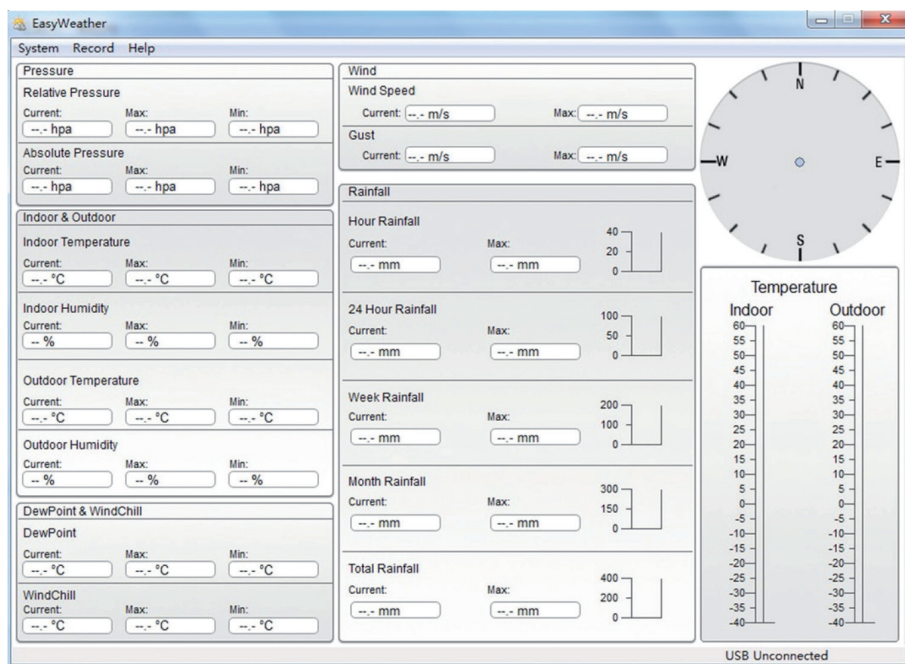 EasyWeather
System Record Help
Pressure
Relative Pressure
Current: Max: Min:
--.- hpa --.- hpa --.- hpa
Absolute Pressure
Current: Max: Min:
--.- hpa --.- hpa --.- hpa
Indoor & Outdoor
Indoor Temperature
Current: Max: Min:
--.- °C --.- °C --.- °C
Indoor Humidity
Current: Max: Min:
-- % -- % -- %
Outdoor Temperature
Current: Max: Min:
--.- °C --.- °C --.- °C
Outdoor Humidity
Current: Max: Min:
-- % -- % -- %
DewPoint & WindChill
DewPoint
Current: Max: Min:
--.- °C --.- °C --.- °C
WindChill
Current: Max: Min:
--.- °C --.- °C --.- °C
Wind
Wind Speed
Current: --.- m/s Max: --.- m/s
Gust
Current: --.- m/s Max: --.- m/s
Rainfall
Hour Rainfall
Current: Max:
--.- mm --.- mm
40
20
0
24 Hour Rainfall
Current: Max:
--.- mm --.- mm
100
50
0
Week Rainfall
Current: Max:
--.- mm --.- mm
200
100
0
Month Rainfall
Current: Max:
--.- mm --.- mm
300
150
0
Total Rainfall
Current: Max:
--.- mm --.- mm
400
200
0
N
W E
S
Temperature
Indoor Outdoor
60 60
55 55
50 50
45 45
40 40
35 35
30 30
25 25
20 20
15 15
10 10
5 5
0 0
-5 -5
-10 -10
-15 -15
-20 -20
-25 -25
-30 -30
-35 -35
-40 -40
USB Unconnected